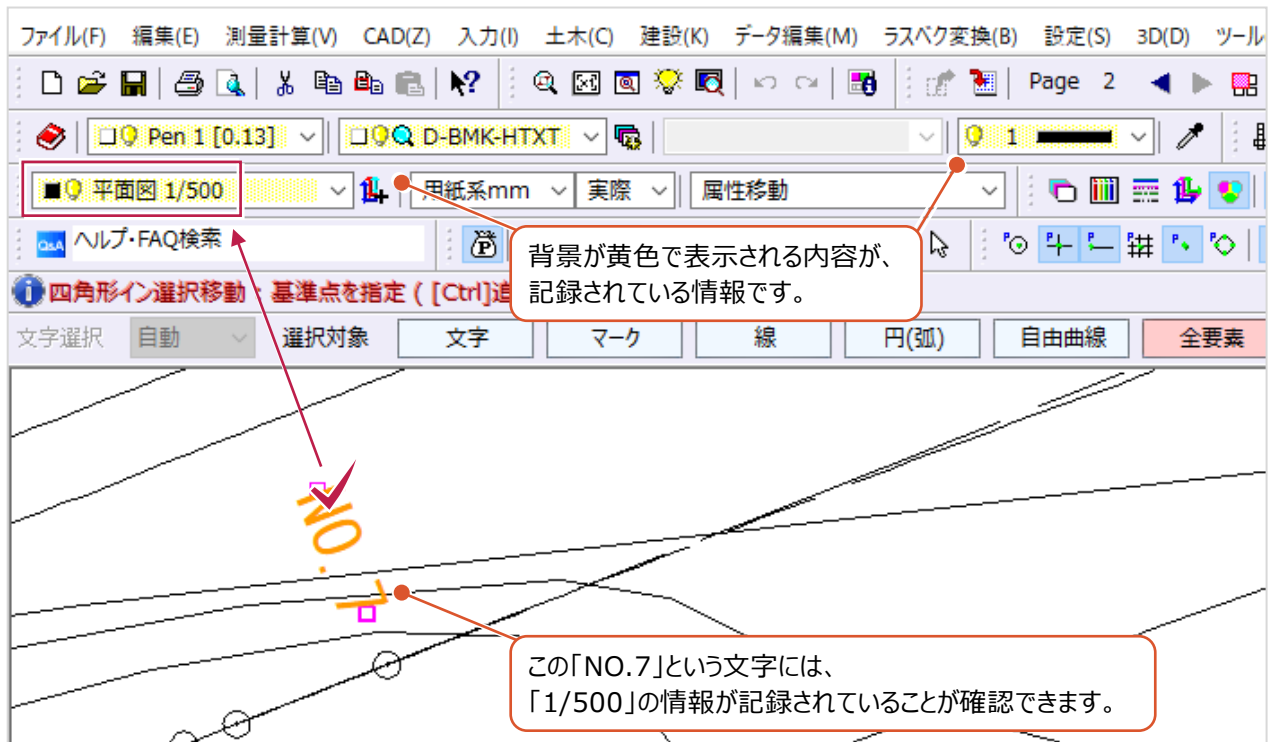 ファイル(F) 編集(E) 測量計算(V) CAD(Z) 入力(I) 土木(C) 建設(K) データ編集(M) ラスベク変換(B) 設定(S) 3D(D) ツール
Page 2
Pen 1 [0.13] D-BMK-HTXT 1
平面図 1/500 用紙系mm 実際 属性移動
Q&A ヘルプ・FAQ検索
背景が黄色で表示される内容が、
記録されている情報です。
四角形イン選択移動 : 基準点を指定 ( [Ctrl]追
文字選択 自動 選択対象 文字 マーク 線 円(弧) 自由曲線 全要素
NO.7
この「NO.7」という文字には、
「1/500」の情報が記録されていることが確認できます。